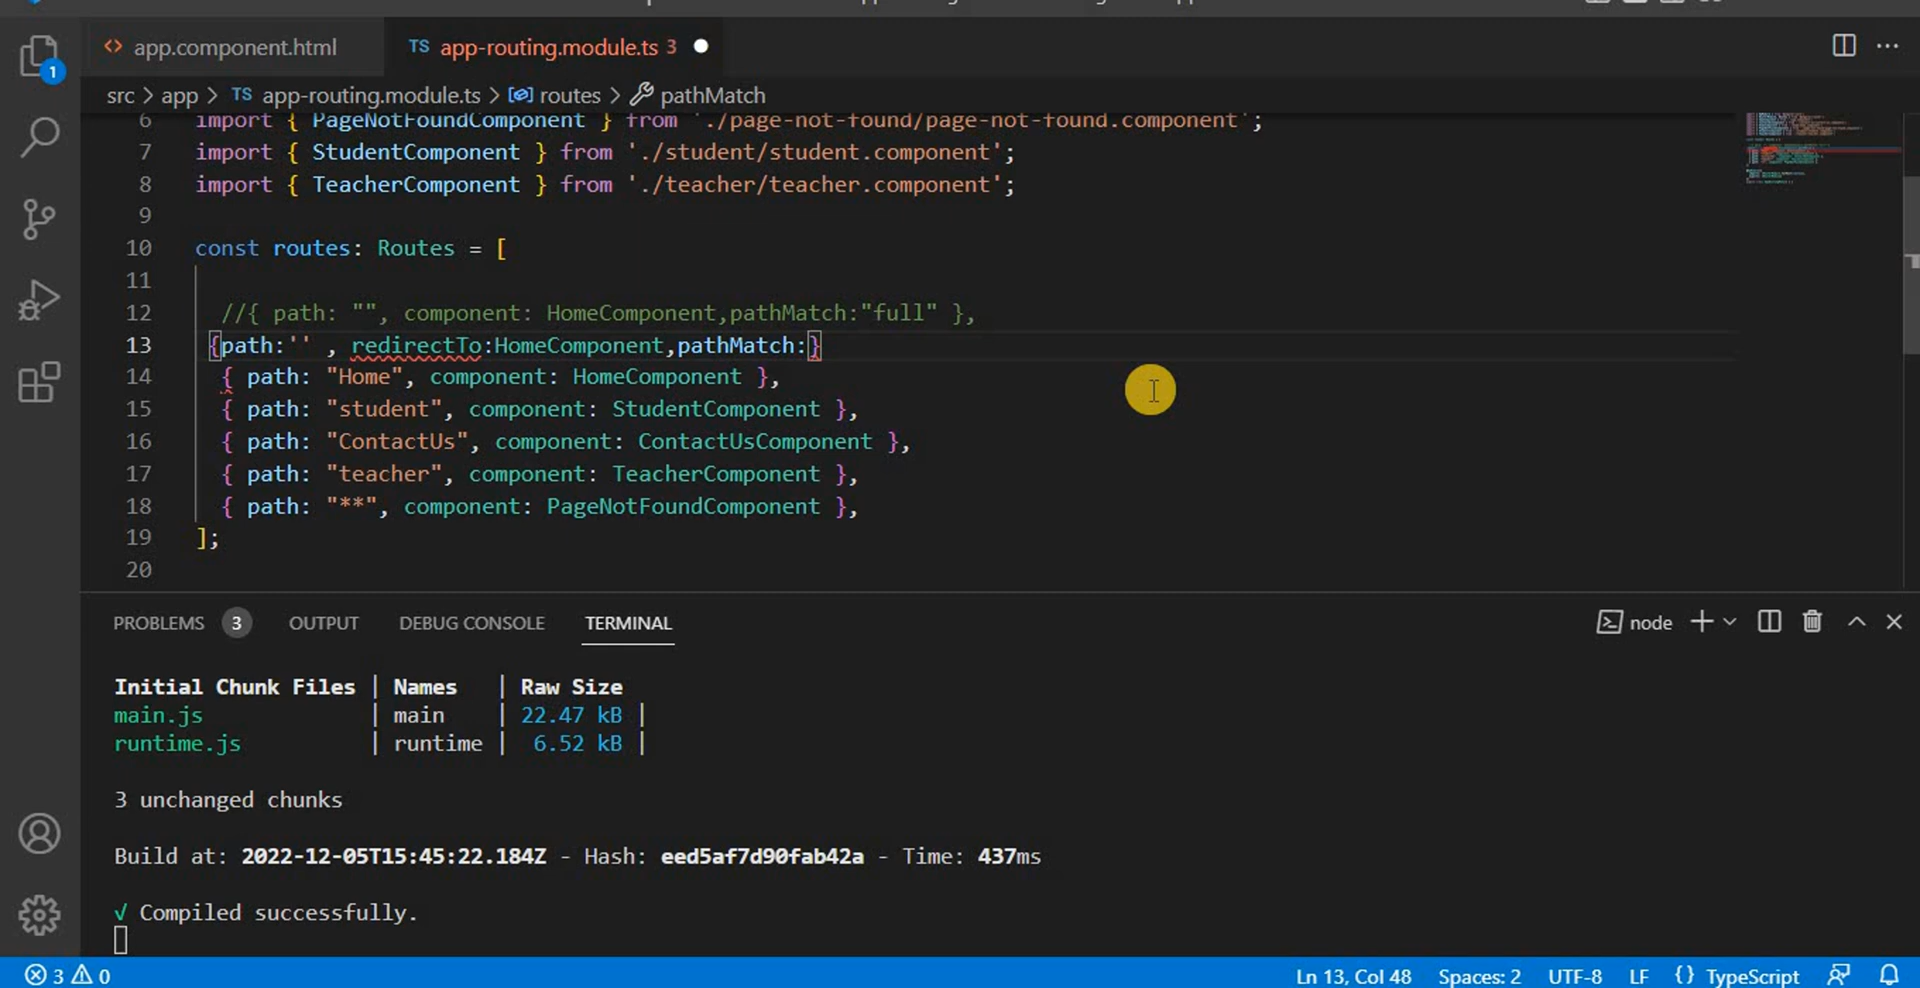 app.component.html
TS app-routing.module.ts 3
src > app > TS app-routing.module.ts > routes > pathMatch
1
6 import { PageNotFoundComponent } from './page-not-found/page-not-found.component';
7 import { StudentComponent } from './student/student.component';
8 import { TeacherComponent } from './teacher/teacher.component';
9
10 const routes: Routes = [
11
12 //{ path: "", component: HomeComponent,pathMatch:"full" },
13 {path:'' , redirectTo:HomeComponent,pathMatch:}
14 { path: "Home", component: HomeComponent },
15 { path: "student", component: StudentComponent },
16 { path: "ContactUs", component: ContactUsComponent },
17 { path: "teacher", component: TeacherComponent },
18 { path: "**", component: PageNotFoundComponent },
19 ];
20
PROBLEMS 3 OUTPUT DEBUG CONSOLE TERMINAL node
Initial Chunk Files | Names | Raw Size
main.js | main | 22.47 kB |
runtime.js | runtime | 6.52 kB |
3 unchanged chunks
Build at: 2022-12-05T15:45:22.184Z - Hash: eed5af7d90fab42a - Time: 437ms
√ Compiled successfully.
3 0 Ln 13, Col 48 Spaces: 2 UTF-8 LF {} TypeScript